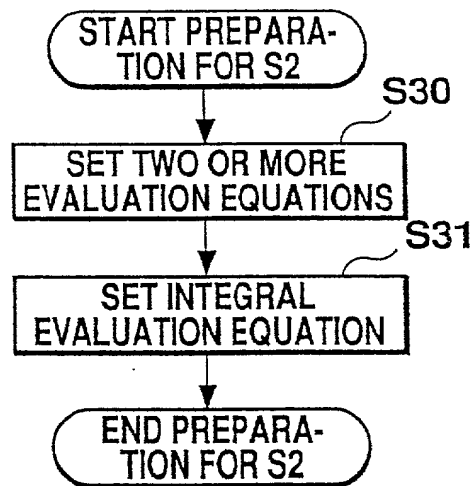 START PREPARA-
TION FOR S2
S30
SET TWO OR MORE
EVALUATION EQUATIONS
S31
SET INTEGRAL
EVALUATION EQUATION
END PREPARA-
TION FOR S2